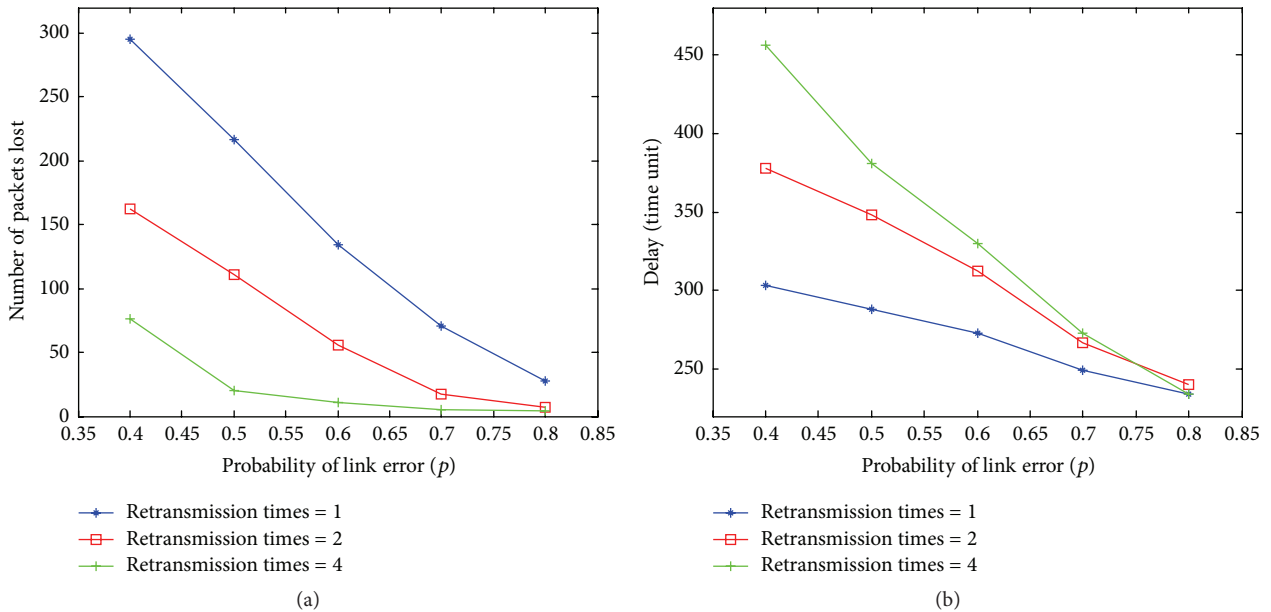 Number of packets lost
300
250
200
150
100
50
0
0.35 0.4 0.45 0.5 0.55 0.6 0.65 0.7 0.75 0.8 0.85
Probability of link error (p)
Retransmission times = 1
Retransmission times = 2
Retransmission times = 4
(a)
Delay (time unit)
450
400
350
300
250
0.35 0.4 0.45 0.5 0.55 0.6 0.65 0.7 0.75 0.8 0.85
Probability of link error (p)
Retransmission times = 1
Retransmission times = 2
Retransmission times = 4
(b)